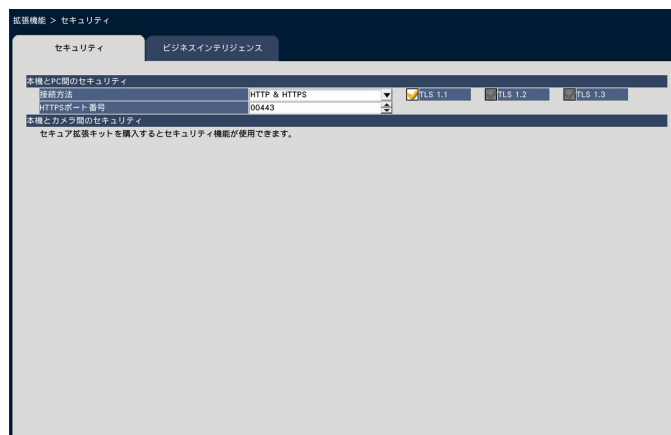 拡張機能 > セキュリティ
セキュリティ ビジネスインテリジェンス
本機とPC間のセキュリティ
接続方法 HTTP & HTTPS TLS 1.1 TLS 1.2 TLS 1.3
HTTPSポート番号 00443
本機とカメラ間のセキュリティ
セキュア拡張キットを購入するとセキュリティ機能が使用できます。